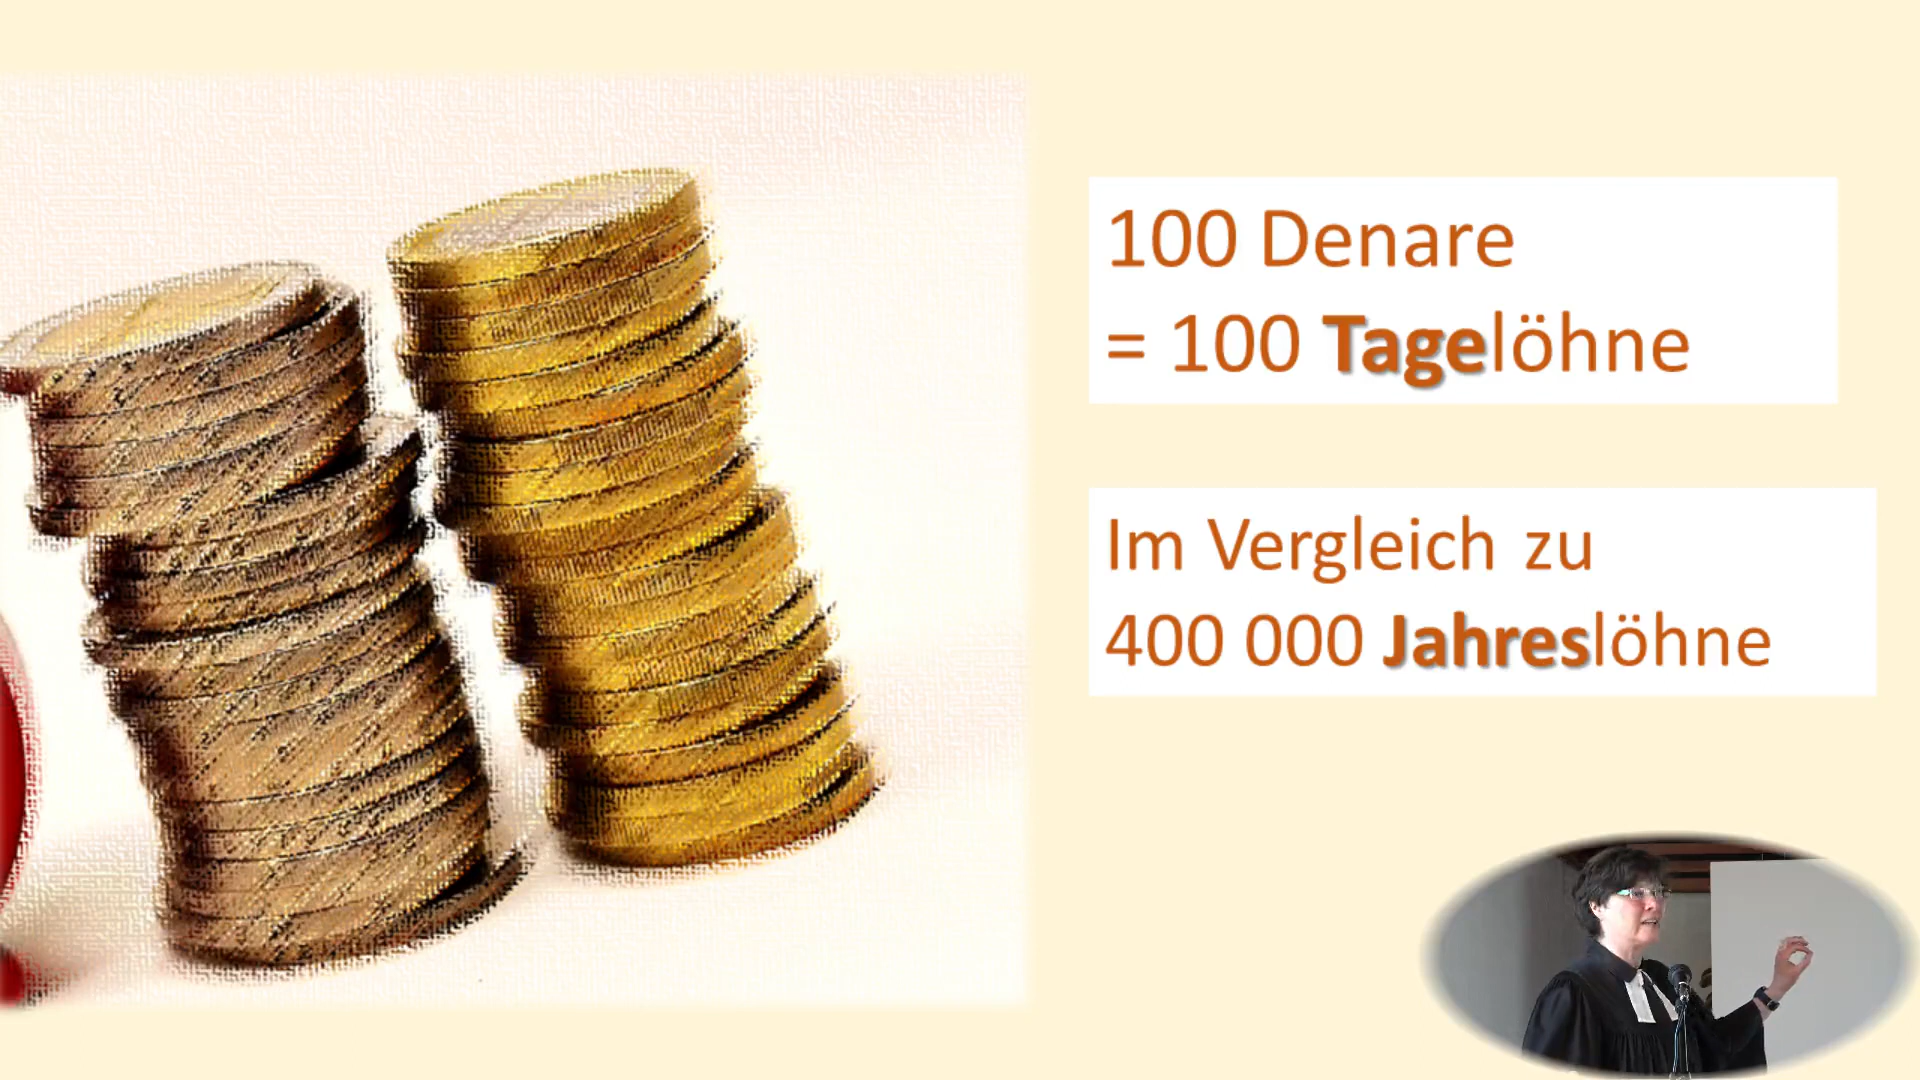 100 Denare
= 100 Tagelöhne
Im Vergleich zu
400 000 Jahreslöhne